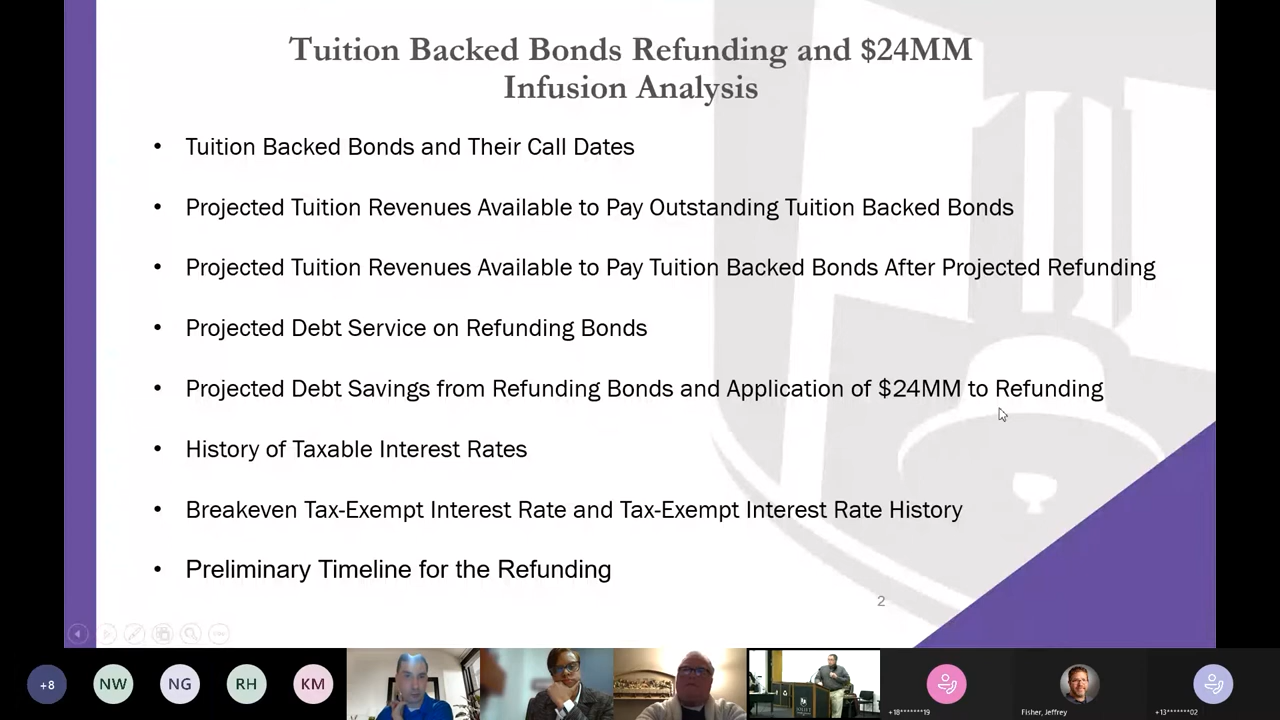 Tuition Backed Bonds Refunding and $24MM
Infusion Analysis
• Tuition Backed Bonds and Their Call Dates
• Projected Tuition Revenues Available to Pay Outstanding Tuition Backed Bonds
• Projected Tuition Revenues Available to Pay Tuition Backed Bonds After Projected Refunding
• Projected Debt Service on Refunding Bonds
• Projected Debt Savings from Refunding Bonds and Application of $24MM to Refunding
• History of Taxable Interest Rates
• Breakeven Tax-Exempt Interest Rate and Tax-Exempt Interest Rate History
• Preliminary Timeline for the Refunding
2
+8 NW NG RH KM
+18*******19 Fisher, Jeffrey +13*******02